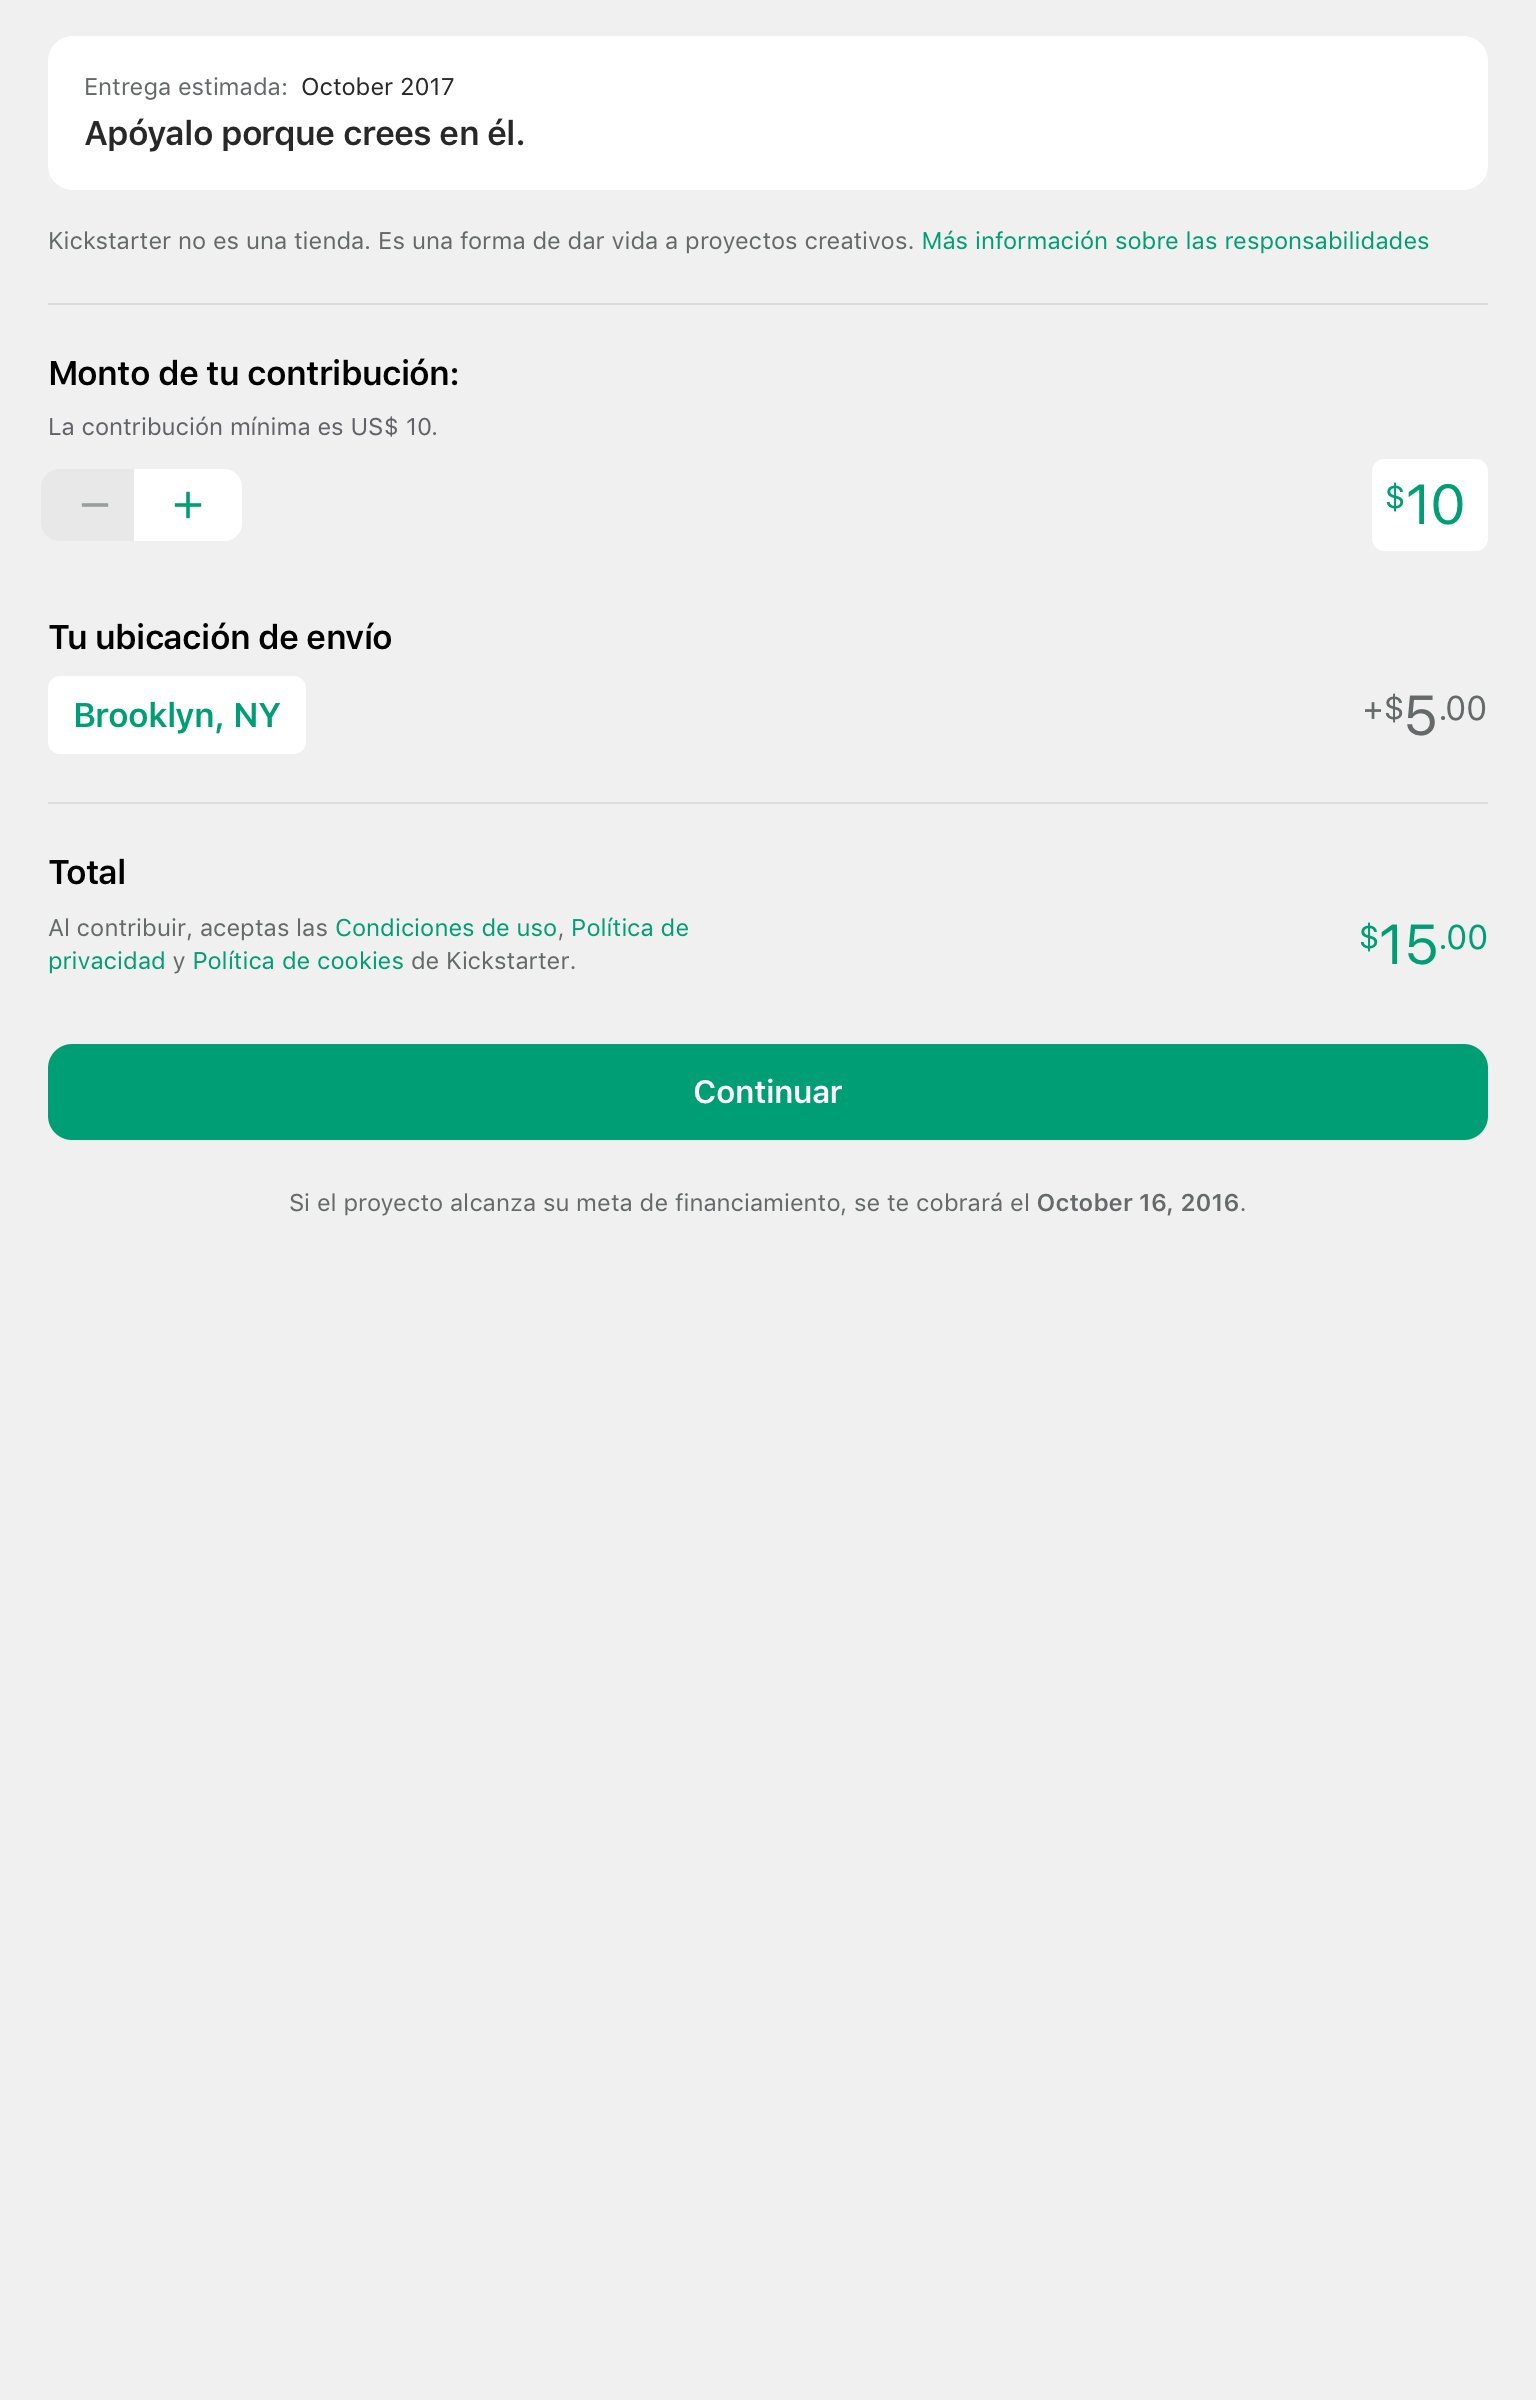 Entrega estimada: October 2017
Apóyalo porque crees en él.
Kickstarter no es una tienda. Es una forma de dar vida a proyectos creativos. Más información sobre las responsabilidades
Monto de tu contribución:
La contribución mínima es US$ 10.
$10
Tu ubicación de envío
Brooklyn, NY
+$5.00
Total
Al contribuir, aceptas las Condiciones de uso, Política de
privacidad y Política de cookies de Kickstarter.
$15.00
Continuar
Si el proyecto alcanza su meta de financiamiento, se te cobrará el October 16, 2016.